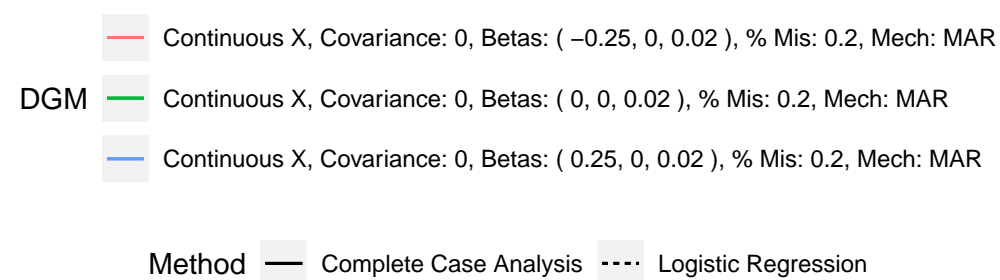 Continuous X, Covariance: 0, Betas: ( −0.25, 0, 0.02 ), % Mis: 0.2, Mech: MAR
DGM Continuous X, Covariance: 0, Betas: ( 0, 0, 0.02 ), % Mis: 0.2, Mech: MAR
Continuous X, Covariance: 0, Betas: ( 0.25, 0, 0.02 ), % Mis: 0.2, Mech: MAR
Method Complete Case Analysis Logistic Regression